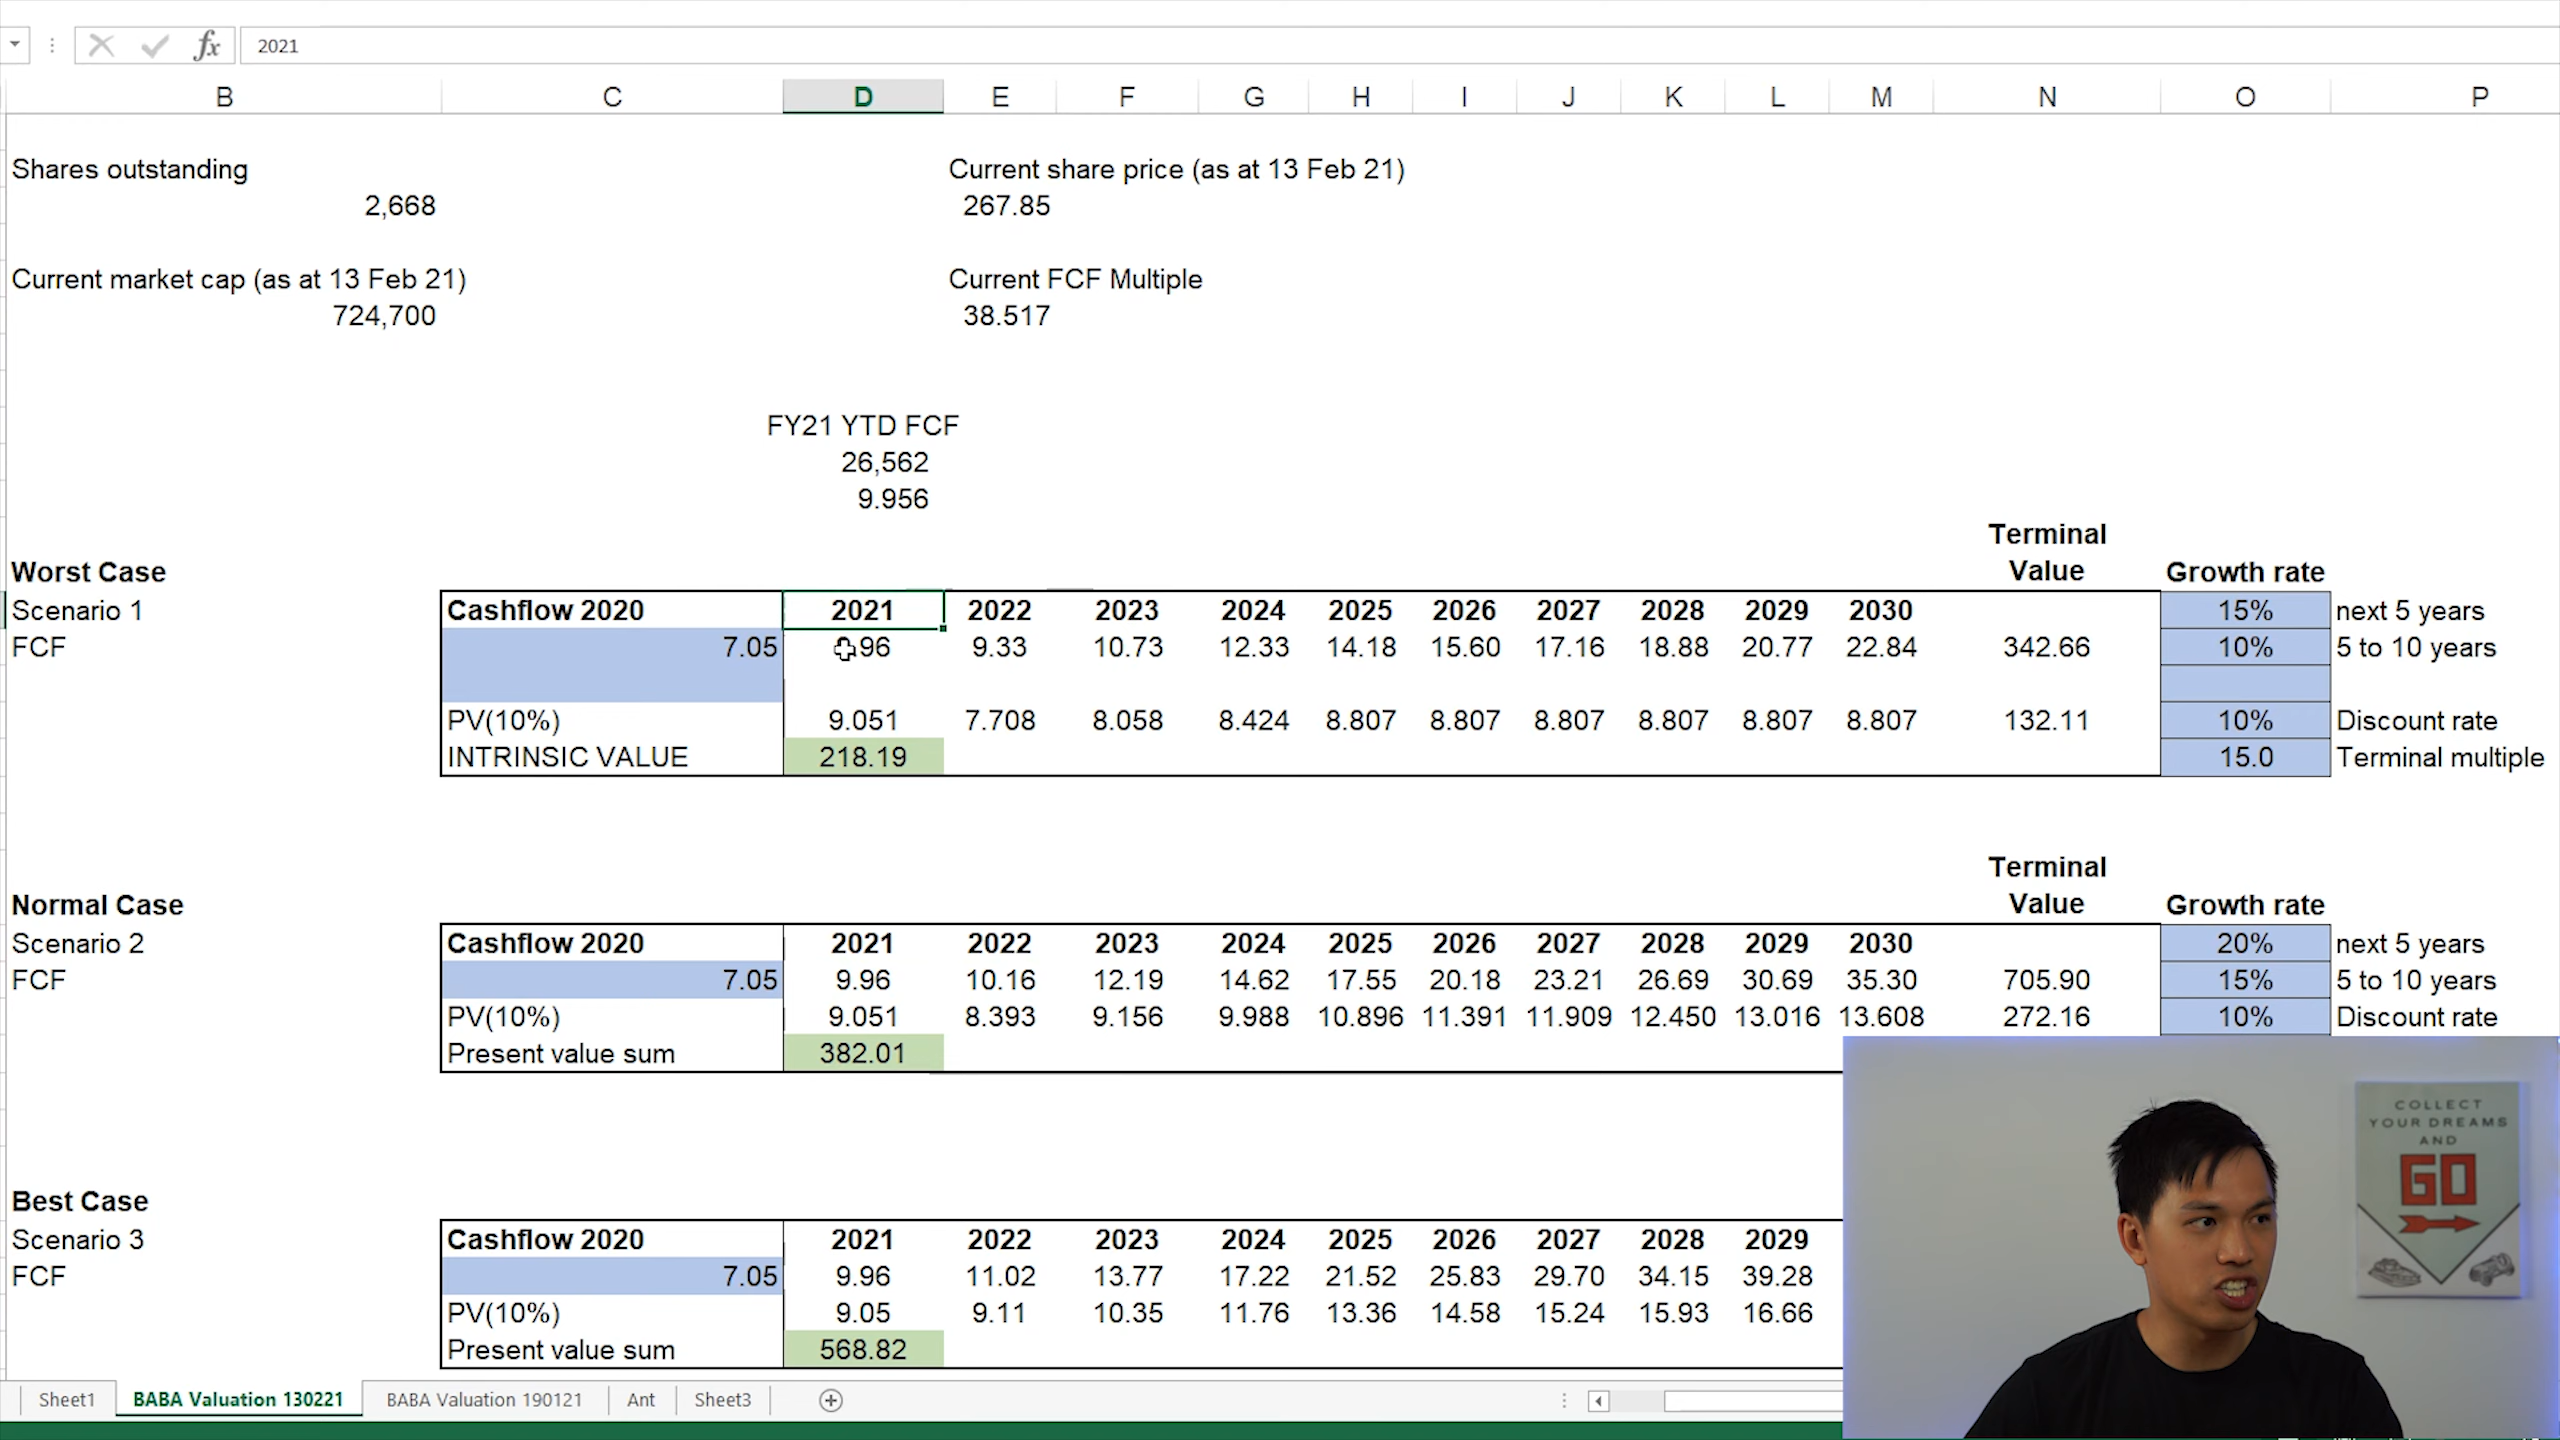 fx 2021
B C D E F G H I J K L M N O P
Shares outstanding Current share price (as at 13 Feb 21)
2,668 267.85
Current market cap (as at 13 Feb 21) Current FCF Multiple
724,700 38.517
FY21 YTD FCF
26,562
9.956
Terminal
Worst Case Value Growth rate
Scenario 1 Cashflow 2020 2021 2022 2023 2024 2025 2026 2027 2028 2029 2030 15% next 5 years
FCF 7.05 96 9.33 10.73 12.33 14.18 15.60 17.16 18.88 20.77 22.84 342.66 10% 5 to 10 years
PV(10%) 9.051 7.708 8.058 8.424 8.807 8.807 8.807 8.807 8.807 8.807 132.11 10% Discount rate
INTRINSIC VALUE 218.19 15.0 Terminal multiple
Terminal
Normal Case Value Growth rate
Scenario 2 Cashflow 2020 2021 2022 2023 2024 2025 2026 2027 2028 2029 2030 20% next 5 years
FCF 7.05 9.96 10.16 12.19 14.62 17.55 20.18 23.21 26.69 30.69 35.30 705.90 15% 5 to 10 years
PV(10%) 9.051 8.393 9.156 9.988 10.896 11.391 11.909 12.450 13.016 13.608 272.16 10% Discount rate
Present value sum 382.01
Best Case
Scenario 3 Cashflow 2020 2021 2022 2023 2024 2025 2026 2027 2028 2029
FCF 7.05 9.96 11.02 13.77 17.22 21.52 25.83 29.70 34.15 39.28
PV(10%) 9.05 9.11 10.35 11.76 13.36 14.58 15.24 15.93 16.66
Present value sum 568.82
COLLECT
YOUR DREAMS
AND
GO
Sheet1 BABA Valuation 130221 BABA Valuation 190121 Ant Sheet3